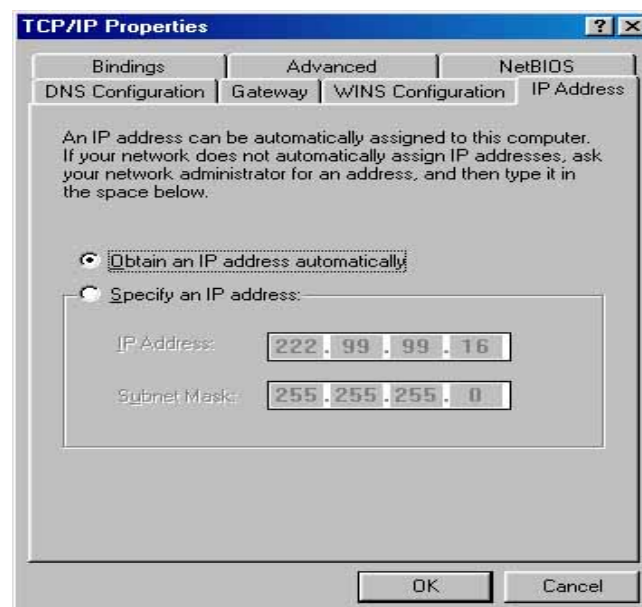 TCP/IP Properties
Bindings
Advanced
NetBIOS
DNS Configuration
Gateway
WINS Configuration
IP Address
An IP address can be automatically assigned to this computer.
If your network does not automatically assign IP addresses, ask
your network administrator for an address, and then type it in
the space below.
Obtain an IP address automatically
Specify an IP address:
IP Address: 222 . 99 . 99 . 16
Subnet Mask: 255 . 255 . 255 . 0
OK
Cancel